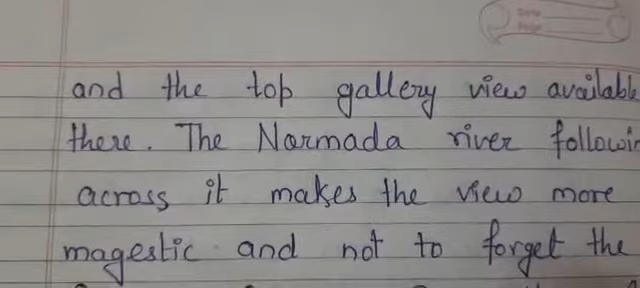 and the top gallery view availabl
there. The Narmada river followin
across it makes the view more
magestic and not to forget the